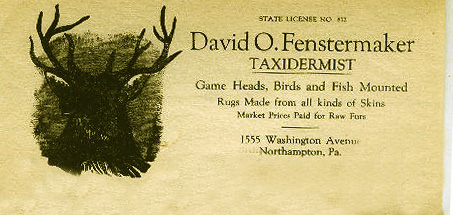 STATE LICENSE NO. 812
David O. Fenstermaker
TAXIDERMIST
Game Heads, Birds and Fish Mounted
Rugs Made from all kinds of Skins
Market Prices Paid for Raw Furs
1555 Washington Avenue
Northampton, Pa.